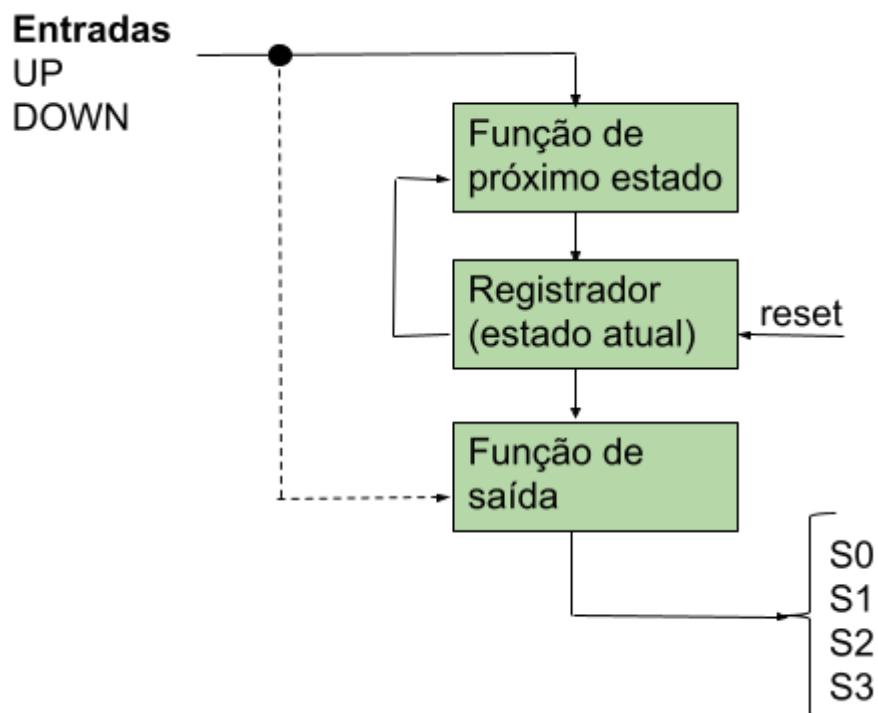 Entradas
UP
DOWN
Função de
próximo estado
Registrador
(estado atual)
reset
Função de
saída
S0
S1
S2
S3